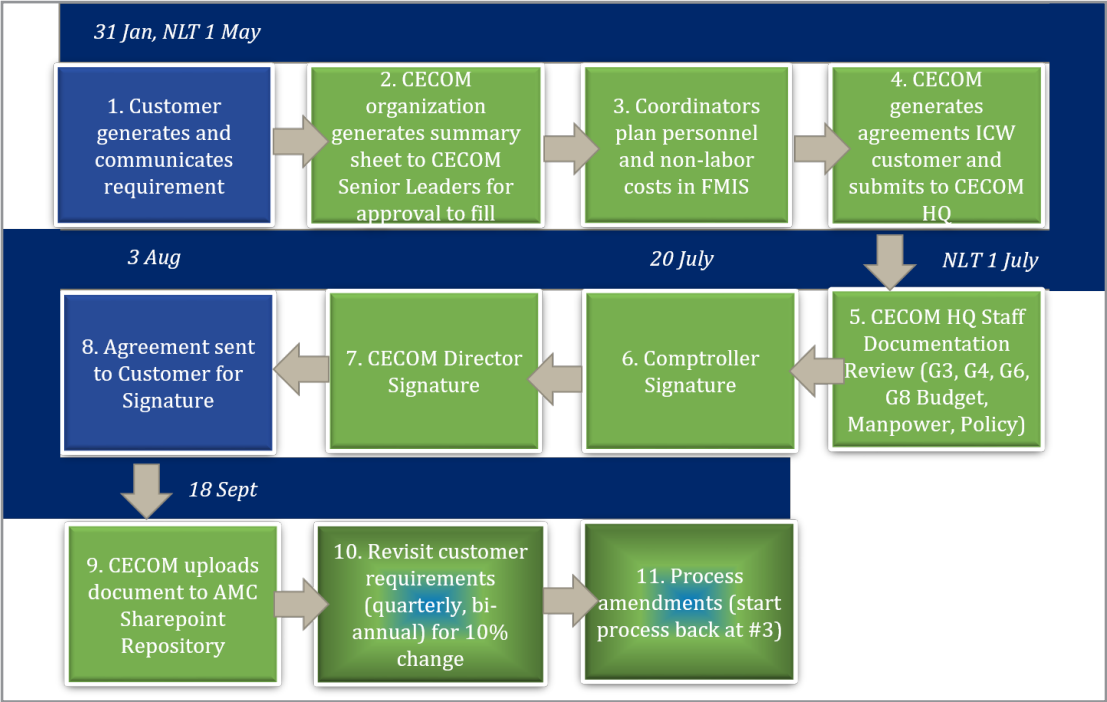 31 Jan, NLT 1 May
1. Customer
generates and
communicates
requirement
2. CECOM
organization
generates summary
sheet to CECOM
Senior Leaders for
approval to fill
3. Coordinators
plan personnel
and non-labor
costs in FMIS
4. CECOM
generates
agreements ICW
customer and
submits to CECOM
HQ
3 Aug
20 July
NLT 1 July
8. Agreement sent
to Customer for
Signature
7. CECOM Director
Signature
6. Comptroller
Signature
5. CECOM HQ Staff
Documentation
Review (G3, G4, G6,
G8 Budget,
Manpower, Policy)
18 Sept
9. CECOM uploads
document to AMC
Sharepoint
Repository
10. Revisit customer
requirements
(quarterly, bi-
annual) for 10%
change
11. Process
amendments (start
process back at #3)